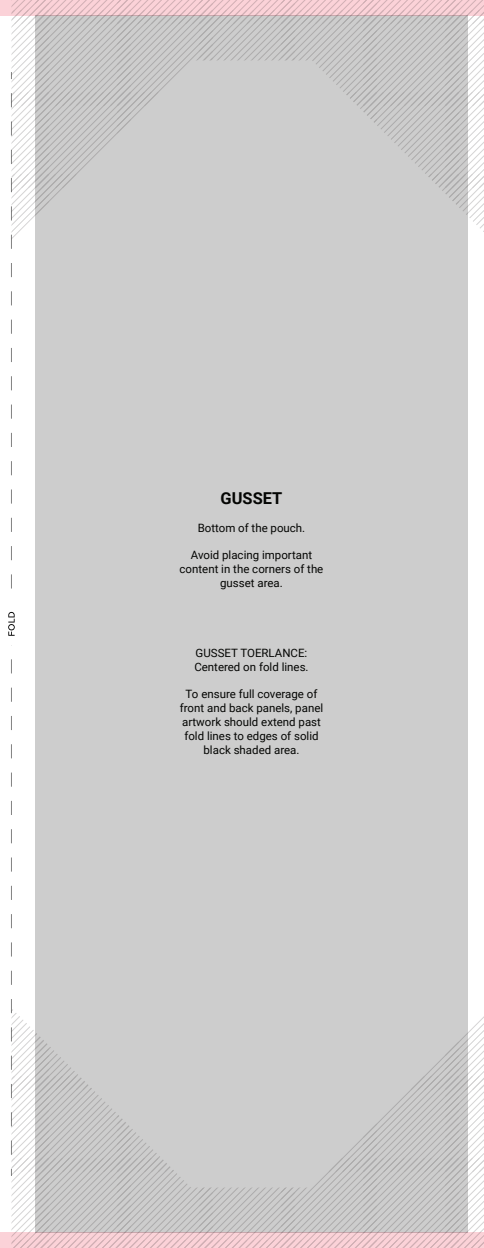 GUSSET
Bottom of the pouch.
Avoid placing important
content in the corners of the
gusset area.
FOLD
GUSSET TOERLANCE:
Centered on fold lines.
To ensure full coverage of
front and back panels, panel
artwork should extend past
fold lines to edges of solid
black shaded area.